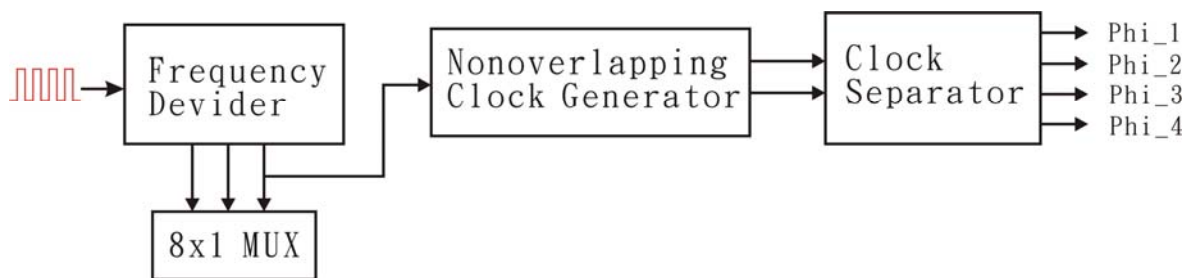 Frequency
Devider
Nonoverlapping
Clock Generator
Clock
Separator
Phi_1
Phi_2
Phi_3
Phi_4
8x1 MUX